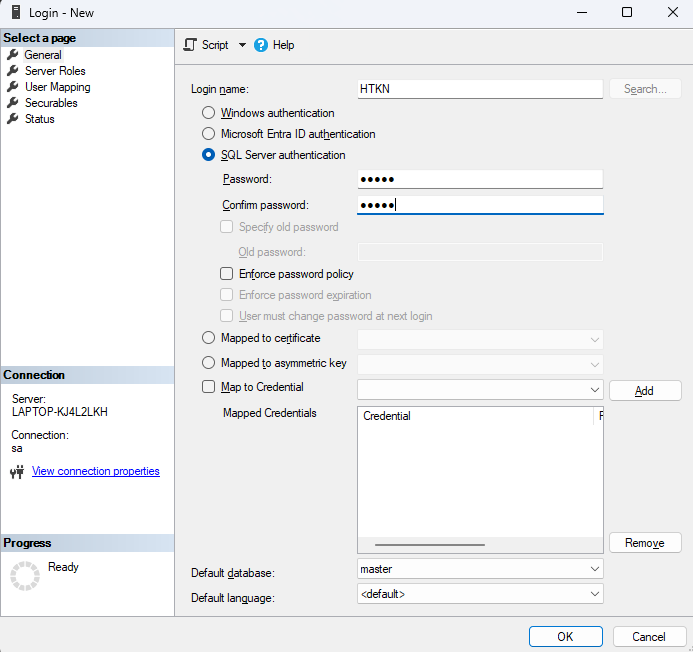 Login - New
Select a page
General
Server Roles
User Mapping
Securables
Status
Connection
Server:
LAPTOP-KJ4L2LKH
Connection:
sa
View connection properties
Progress
Ready
Script
Help
Login name:
HTKN
Search...
Windows authentication
Microsoft Entra ID authentication
SQL Server authentication
Password:
●●●●●
Confirm password:
●●●●●
Specify old password
Old password:
Enforce password policy
Enforce password expiration
User must change password at next login
Mapped to certificate
Mapped to asymmetric key
Map to Credential
Add
Mapped Credentials
Credential
Remove
Default database:
master
Default language:
<default>
OK
Cancel